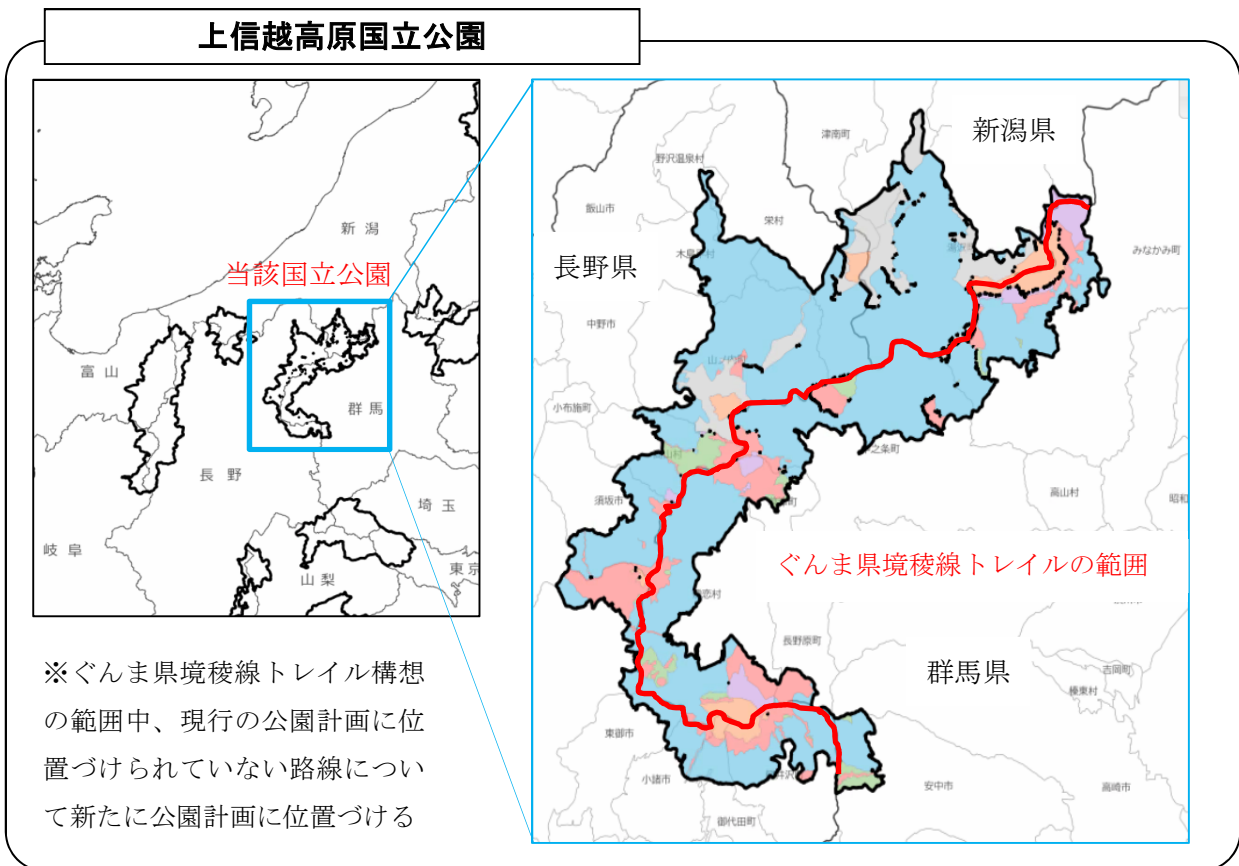 上信越高原国立公園
新潟
当該国立公園
富山
群馬
長野
埼玉
岐阜
山梨
東京
※ぐんま県境稜線トレイル構想
の範囲中、現行の公園計画に位
置づけられていない路線につい
て新たに公園計画に位置づける
新潟県
津南町
野沢温泉村
飯山市
栄村
みなかみ町
長野県
中野市
小布施町
高山村
昭和
須坂市
ぐんま県境稜線トレイルの範囲
長野原町
群馬県
吉岡町
榛東村
東御市
小諸市
安中市
高崎市
御代田町